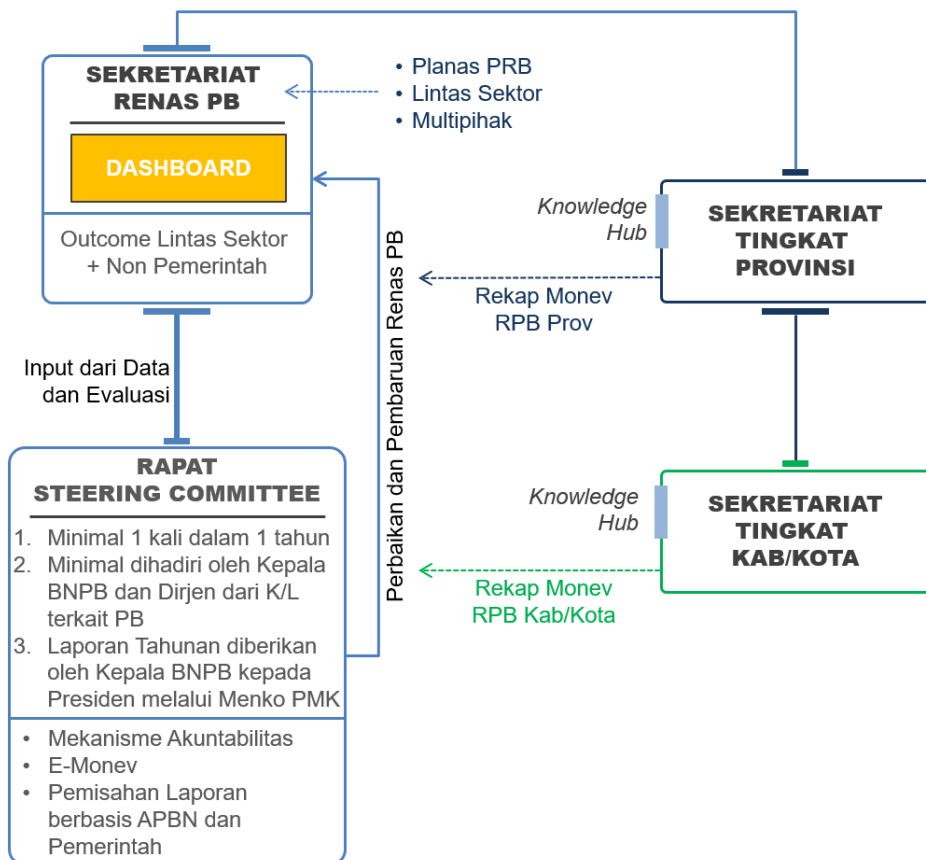 SEKRETARIAT
RENAS PB
DASHBOARD
Outcome Lintas Sektor
+ Non Pemerintah
• Planas PRB
• Lintas Sektor
• Multipihak
Knowledge
Hub
SEKRETARIAT
TINGKAT
PROVINSI
Rekap Monev
RPB Prov
Perbaikan dan Pembaruan Renas PB
Input dari Data
dan Evaluasi
RAPAT
STEERING COMMITTEE
1. Minimal 1 kali dalam 1 tahun
2. Minimal dihadiri oleh Kepala
BNPB dan Dirjen dari K/L
terkait PB
3. Laporan Tahunan diberikan
oleh Kepala BNPB kepada
Presiden melalui Menko PMK
• Mekanisme Akuntabilitas
• E-Monev
• Pemisahan Laporan
berbasis APBN dan
Pemerintah
Knowledge
Hub
SEKRETARIAT
TINGKAT
KAB/KOTA
Rekap Monev
RPB Kab/Kota